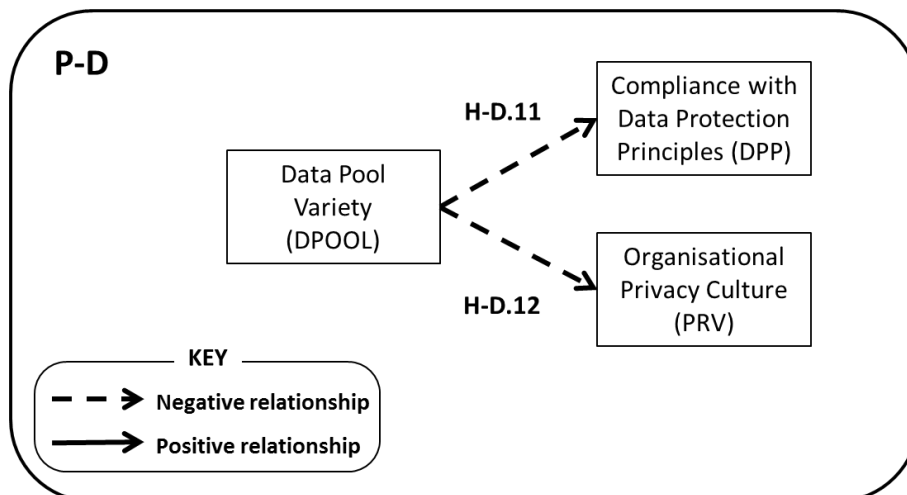 P-D
H-D.11
Compliance with
Data Protection
Principles (DPP)
Data Pool
Variety
(DPOOL)
H-D.12
Organisational
Privacy Culture
(PRV)
KEY
Negative relationship
Positive relationship